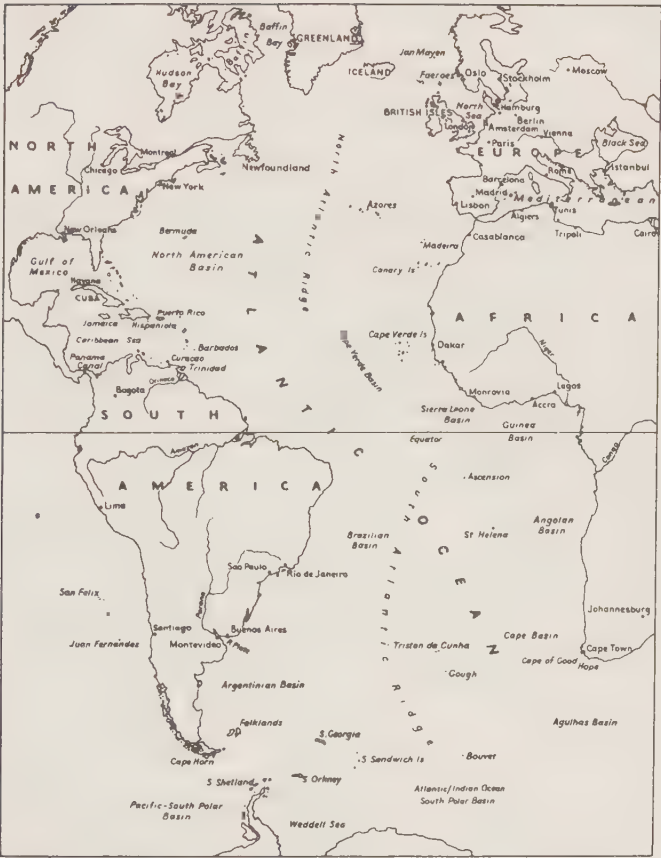 Baffin
Bay
GREENLAND
Jan Mayen
ICELAND
Faeroes
Oslo
Stockholm
Moscow
Hudson
Bay
BRITISH ISLES
North
Sea
Hamburg
Berlin
London
Amsterdam
Vienna
Paris
Black Sea
NORTH
AMERICA
Montreal
Chicago
New York
Newfoundland
North Atlantic Ridge
EUROPE
Barcelona
Rome
Istanbul
Madrid
Mediterranean
Lisbon
Algiers
Tunis
Azores
Casablanca
Tripoli
Cairo
New Orleans
Bermuda
Gulf of
Mexico
North American
Basin
Madeira
Canary Is
Havana
CUBA
Puerto Rico
Jamaica
Hispaniola
Caribbean Sea
Barbados
Panama
Canal
Curacao
Trinidad
Orinoco
Bogota
ATLANTIC
OCEAN
AFRICA
Cape Verde Is
pe Verde Basin
Dakar
Niger
Monrovia
Lagos
Accra
Sierra Leone
Basin
Guinea
Basin
SOUTH
AMERICA
Equator
Amazon
Congo
Lima
South Atlantic Ridge
Ascension
Brazilian
Basin
St Helena
Angolan
Basin
Sao Paulo
Rio de Janeiro
San Felix
Parana
Johannesburg
Santiago
Buenos Aires
Juan Fernandes
Montevideo
R Plate
Tristan da Cunha
Cape Basin
Cape Town
Cape of Good Hope
Gough
Argentinian Basin
Falklands
Agulhas Basin
S. Georgia
Cape Horn
S Sandwich Is
Bouvet
S Shetland
S Orkney
Atlantic/Indian Ocean
South Polar Basin
Pacific-South Polar
Basin
Weddell Sea